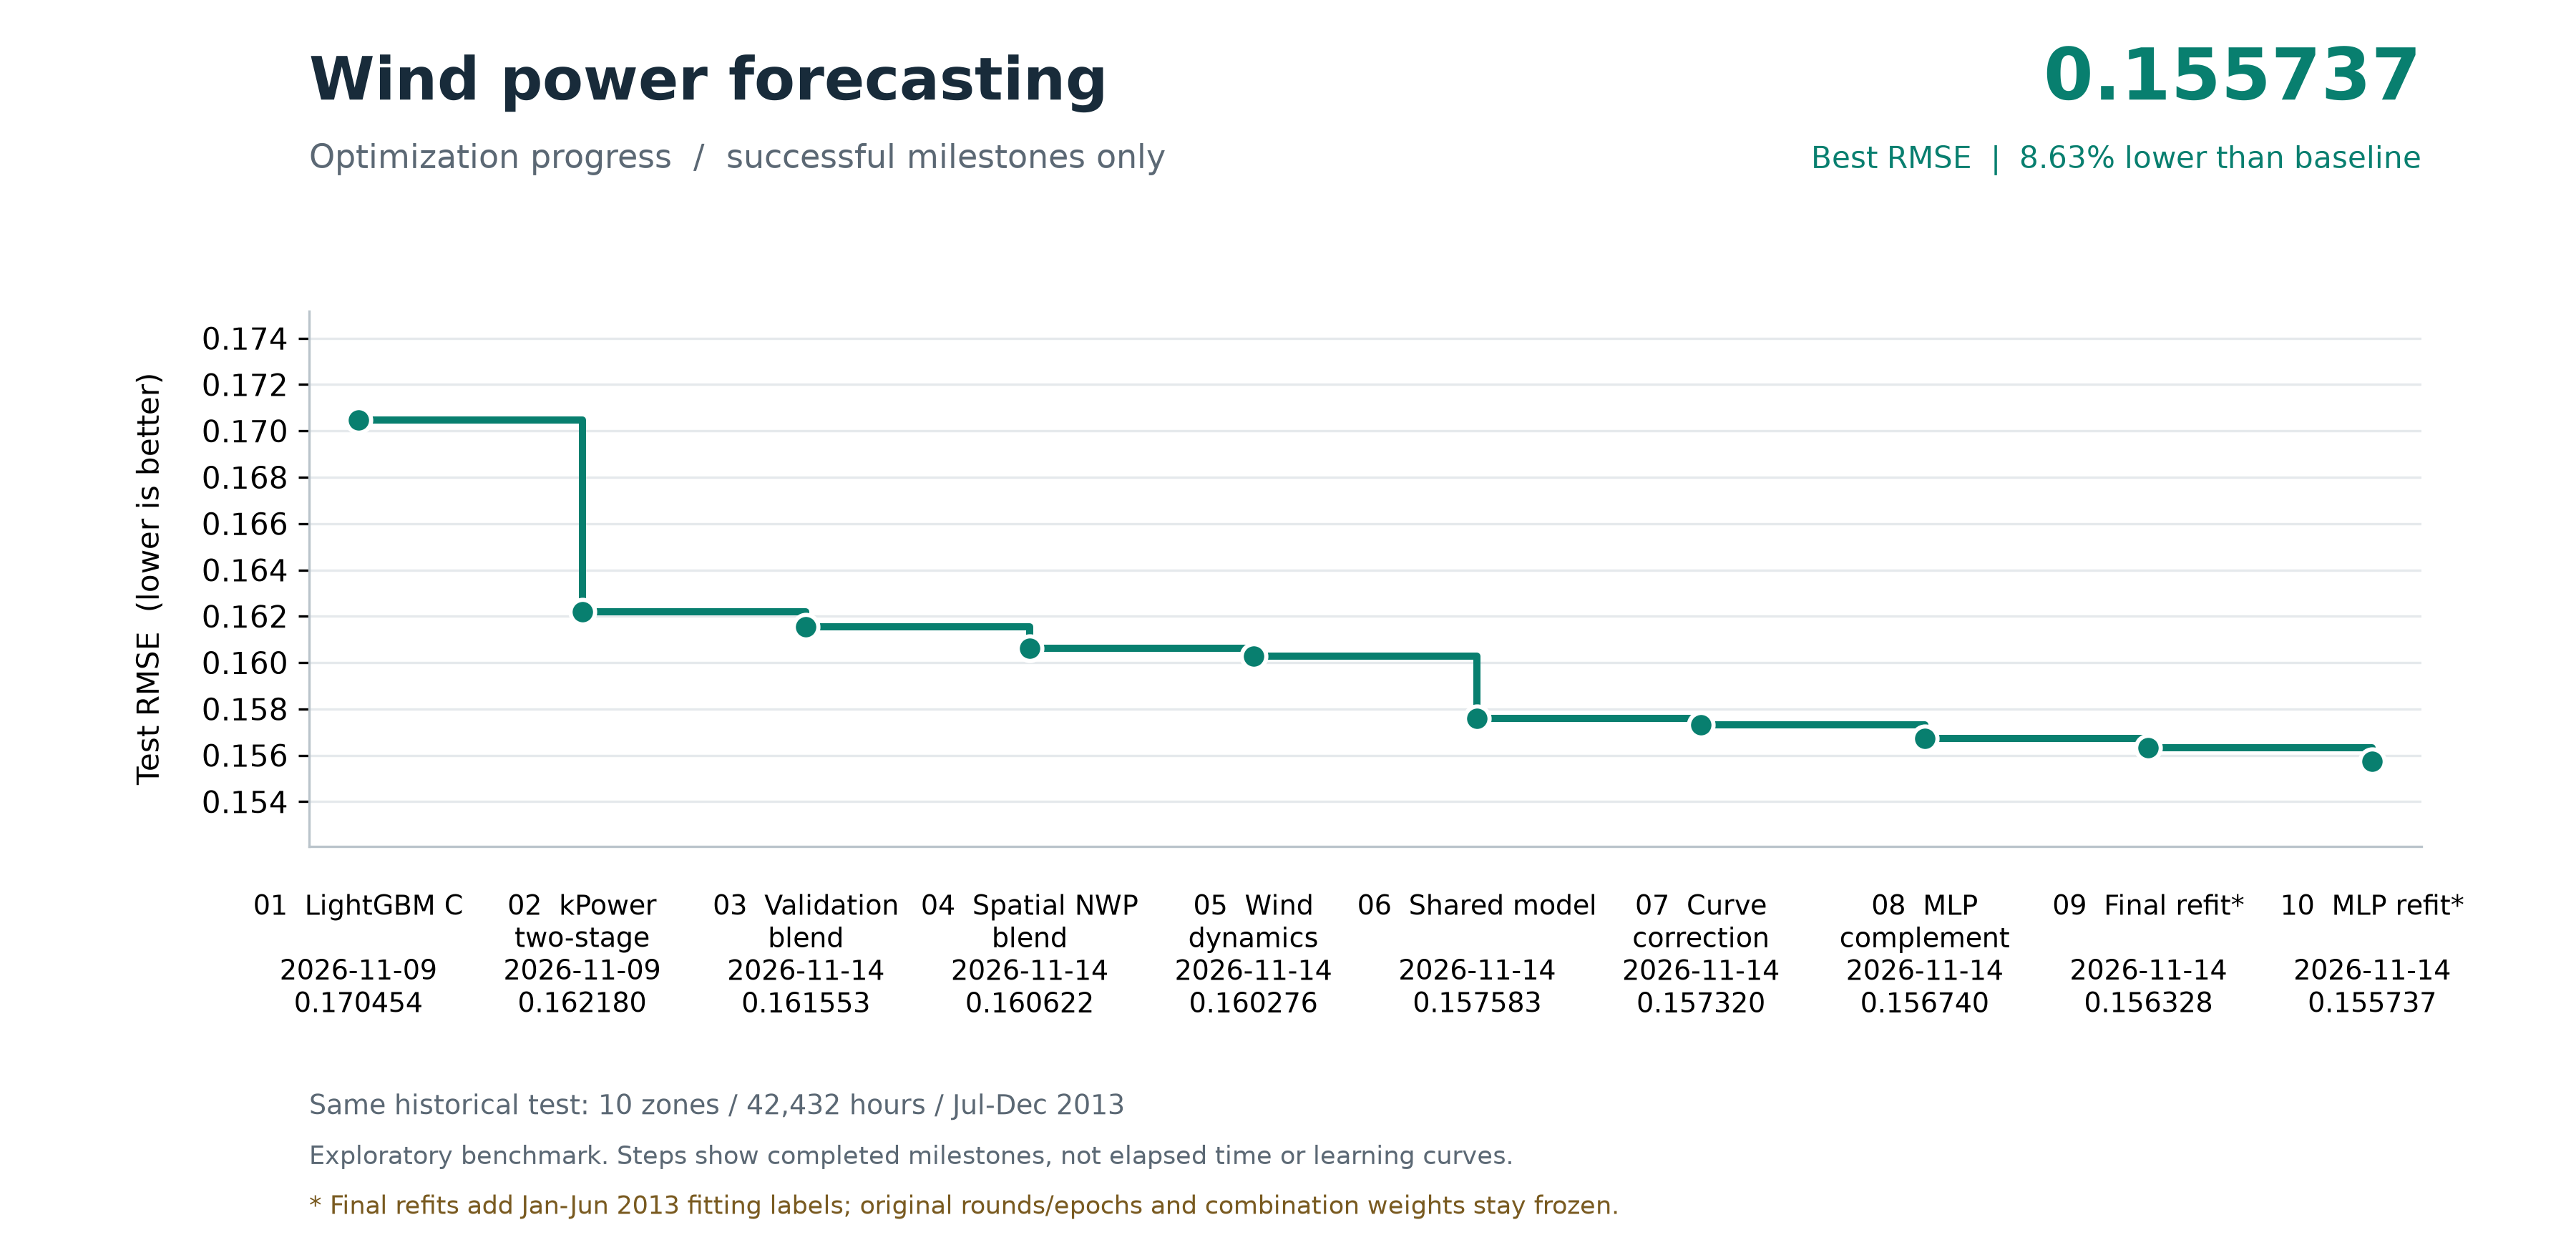 Wind power forecasting
0.155737
Optimization progress / successful milestones only
Best RMSE | 8.63% lower than baseline
Test RMSE (lower is better)
0.174
0.172
0.170
0.168
0.166
0.164
0.162
0.160
0.158
0.156
0.154
01 LightGBM C
2026-11-09
0.170454
02 kPower
two-stage
2026-11-09
0.162180
03 Validation
blend
2026-11-14
0.161553
04 Spatial NWP
blend
2026-11-14
0.160622
05 Wind
dynamics
2026-11-14
0.160276
06 Shared model
2026-11-14
0.157583
07 Curve
correction
2026-11-14
0.157320
08 MLP
complement
2026-11-14
0.156740
09 Final refit*
2026-11-14
0.156328
10 MLP refit*
2026-11-14
0.155737
Same historical test: 10 zones / 42,432 hours / Jul-Dec 2013
Exploratory benchmark. Steps show completed milestones, not elapsed time or learning curves.
* Final refits add Jan-Jun 2013 fitting labels; original rounds/epochs and combination weights stay frozen.